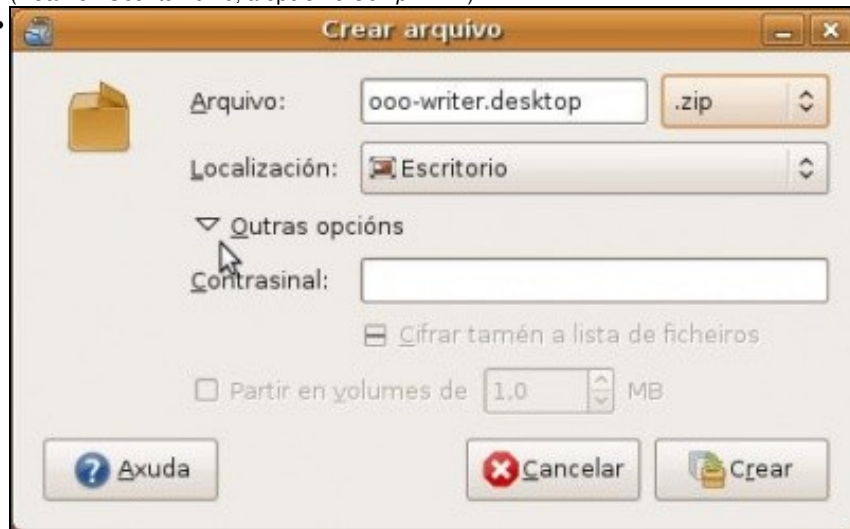 Crear arquivo
Arquivo: ooo-writer.desktop .zip
Localización: Escritorio
Outras opcións
Contrasinal:
Cifrar tamén a lista de ficheiros
Partir en volumes de 1,0 MB
Axuda Cancelar Crear